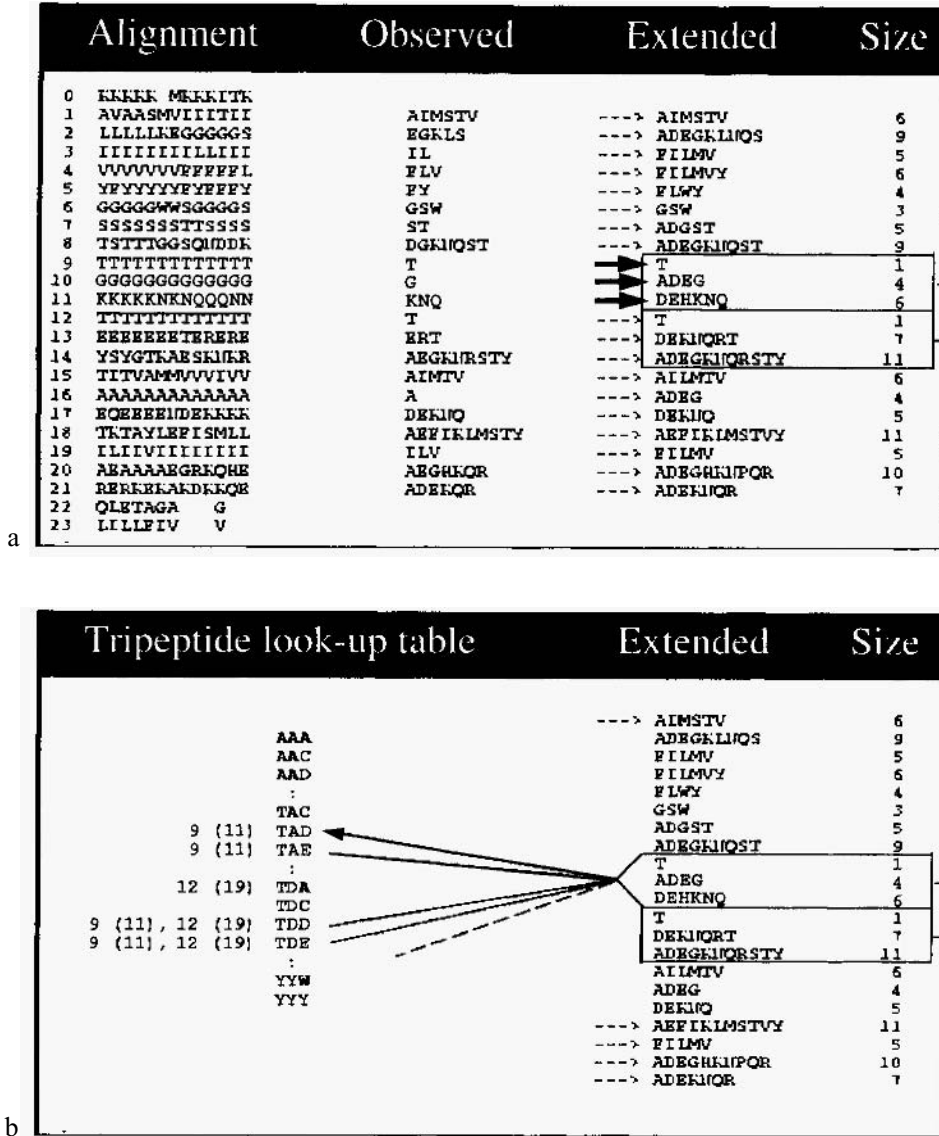 Alignment Observed Extended Size
0 KKKKK MKKKITK
1 AVAASMVIIITII AIMSTV ---> AIMSTV 6
2 LLLLLKEGGGGGS EGKLS ---> ADEGKLNQS 9
3 IIIIIIIILLIII IL ---> FILMV 5
4 VVVVVVVFFFFFL FLV ---> FILMVY 6
5 YFYYYYYFYFFFY FY ---> FLWY 4
6 GGGGGWWSGGGGS GSW ---> GSW 3
7 SSSSSSSTTSSSS ST ---> ADGST 5
8 TSTTTGGSQNDDK DGKNQST ---> ADEGKNQST 9
9 TTTTTTTTTTTTT T T 1
10 GGGGGGGGGGGGG G ADEG 4
11 KKKKKNKNQQQNN KNQ DEHKNQ 6
12 TTTTTTTTTTTTT T ---> T 1
13 EEEEEEETERERE ERT ---> DEKNQRT 7
14 YSYGTKAESKNKR AEGKNRSTY ---> ADEGKNQRSTY 11
15 TITVAMMVVVIVV AIMTV ---> AILMTV 6
16 AAAAAAAAAAAAA A ---> ADEG 4
17 EQEEEENDEKKKK DEKNQ ---> DEKNQ 5
18 TKTAYLEFISMLL AEFIKLMSTY ---> AEFIKLMSTVY 11
19 ILIIVIIIIIIII ILV ---> FILMV 5
20 AEAAAAEGRKQHE AEGHKQR ---> ADEGHKNPQR 10
21 RERKEKAKDKKQE ADEKQR ---> ADEKNQR 7
22 QLETAGA G
23 LILLFIV V
a
Tripeptide look-up table Extended Size
---> AIMSTV 6
AAA ADEGKLNQS 9
AAC FILMV 5
AAD FILMVY 6
: FLWY 4
TAC GSW 3
9 (11) TAD ADGST 5
9 (11) TAE ADEGKNQST 9
: T 1
12 (19) TDA ADEG 4
TDC DEHKNQ 6
9 (11), 12 (19) TDD T 1
9 (11), 12 (19) TDE DEKNQRT 7
: ADEGKNQRSTY 11
YYW AILMTV 6
YYY ADEG 4
DEKNQ 5
---> AEFIKLMSTVY 11
---> FILMV 5
---> ADEGHKNPQR 10
---> ADEKNQR 7
b